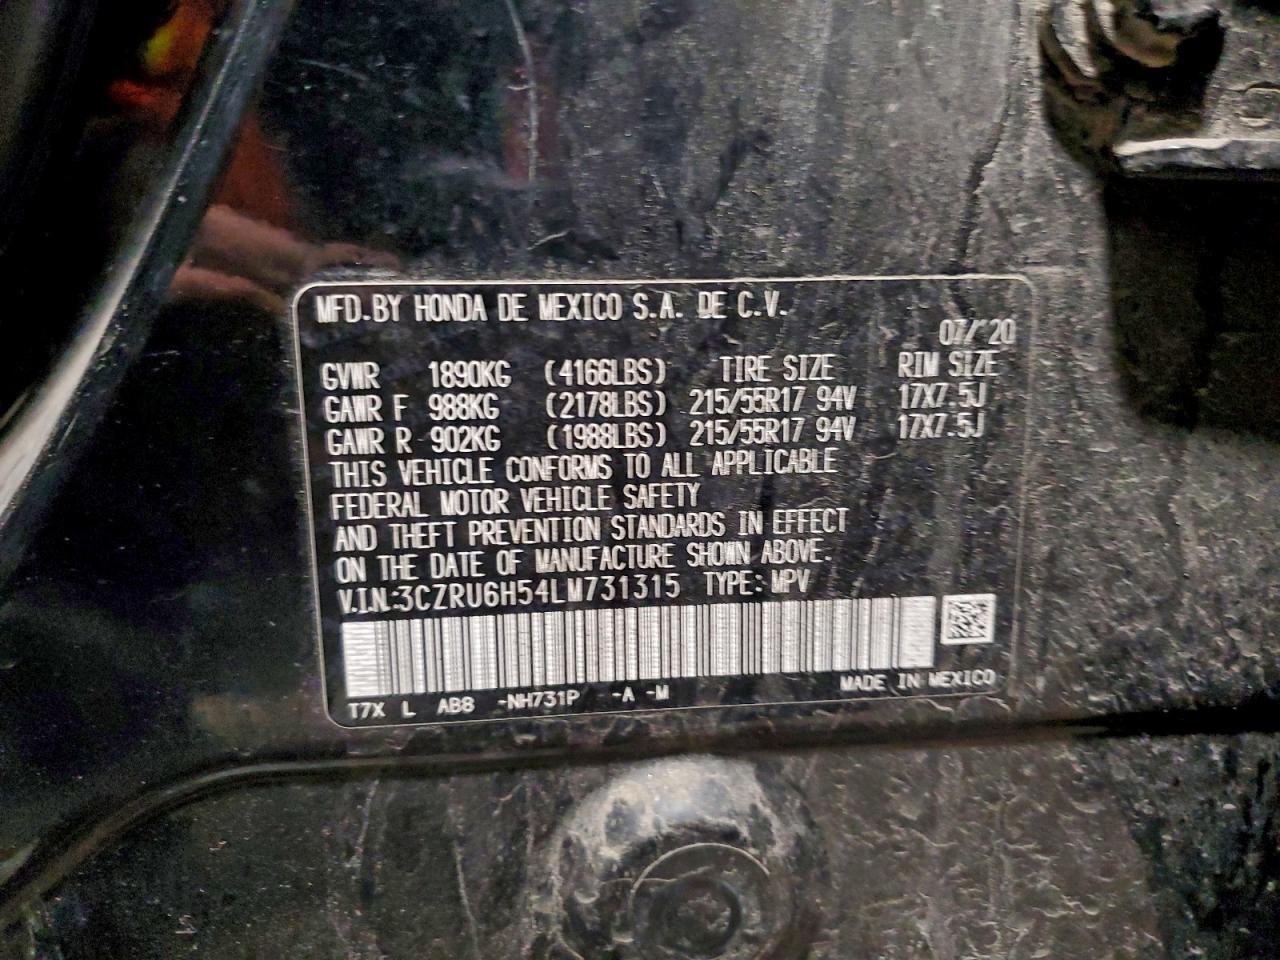 MFD.BY HONDA DE MEXICO S.A. DE C.V.
07/'20
GVWR 1890KG (4166LBS) TIRE SIZE RIM SIZE
GAWR F 988KG (2178LBS) 215/55R17 94V 17X7.5J
GAWR R 902KG (1988LBS) 215/55R17 94V 17X7.5J
THIS VEHICLE CONFORMS TO ALL APPLICABLE
FEDERAL MOTOR VEHICLE SAFETY
AND THEFT PREVENTION STANDARDS IN EFFECT
ON THE DATE OF MANUFACTURE SHOWN ABOVE.
V.I.N.:3CZRU6H54LM731315 TYPE: MPV
T7X L AB8 -NH731P -A -M MADE IN MEXICO